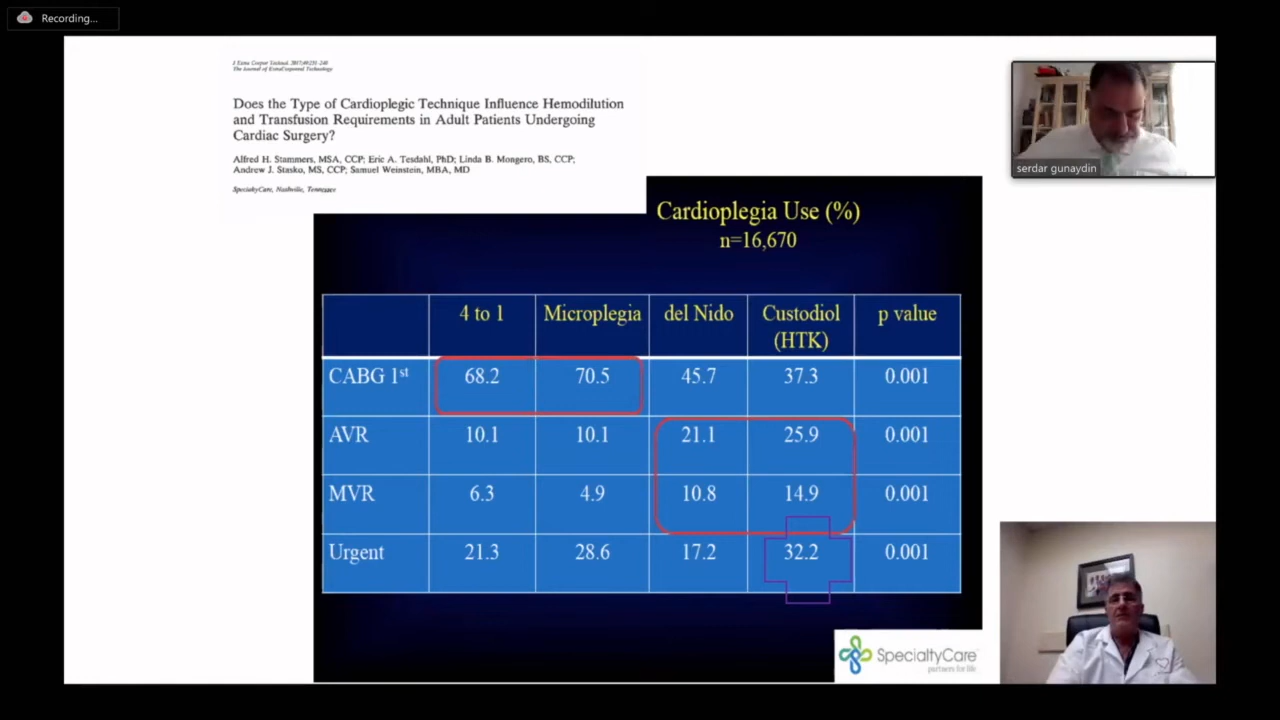 Recording...
J Extra Corpor Technol. 2017;49:231–240
The Journal of ExtraCorporeal Technology
Does the Type of Cardioplegic Technique Influence Hemodilution
and Transfusion Requirements in Adult Patients Undergoing
Cardiac Surgery?
Alfred H. Stammers, MSA, CCP; Eric A. Tesdahl, PhD; Linda B. Mongero, BS, CCP;
Andrew J. Stasko, MS, CCP; Samuel Weinstein, MBA, MD
SpecialtyCare, Nashville, Tennessee
serdar gunaydin
Cardioplegia Use (%)
n=16,670
4 to 1 Microplegia del Nido Custodiol (HTK) p value
CABG 1st 68.2 70.5 45.7 37.3 0.001
AVR 10.1 10.1 21.1 25.9 0.001
MVR 6.3 4.9 10.8 14.9 0.001
Urgent 21.3 28.6 17.2 32.2 0.001
SpecialtyCare
partners for life